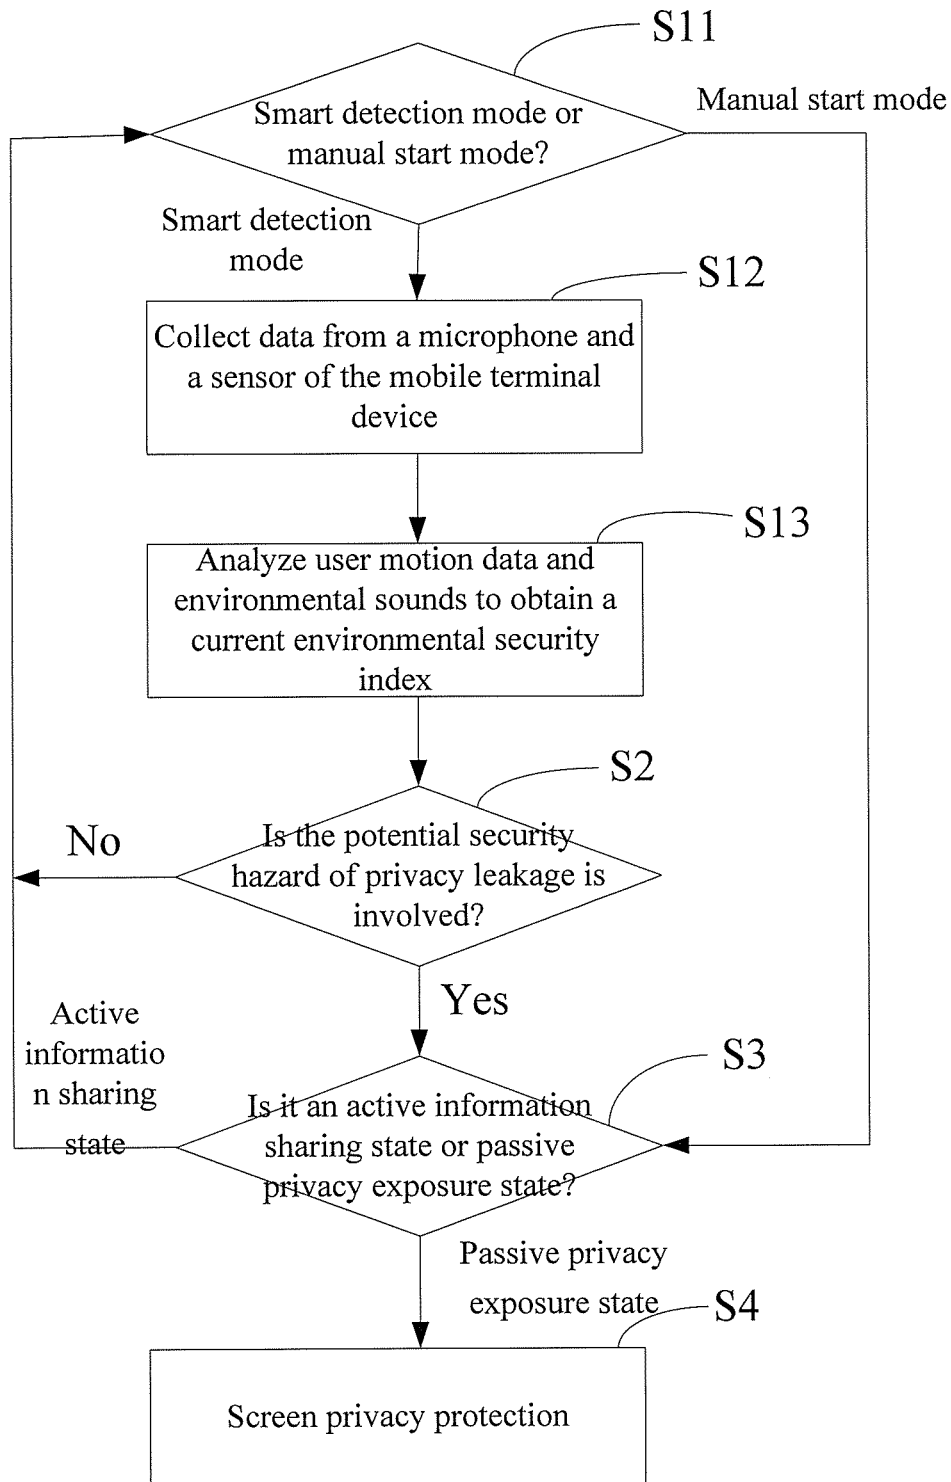 S11
Manual start mode
Smart detection mode or
manual start mode?
Smart detection
mode
S12
Collect data from a microphone and
a sensor of the mobile terminal
device
S13
Analyze user motion data and
environmental sounds to obtain a
current environmental security
index
S2
Is the potential security
hazard of privacy leakage is
involved?
No
Yes
Active
informatio
n sharing
state
S3
Is it an active information
sharing state or passive
privacy exposure state?
Passive privacy
exposure state
S4
Screen privacy protection